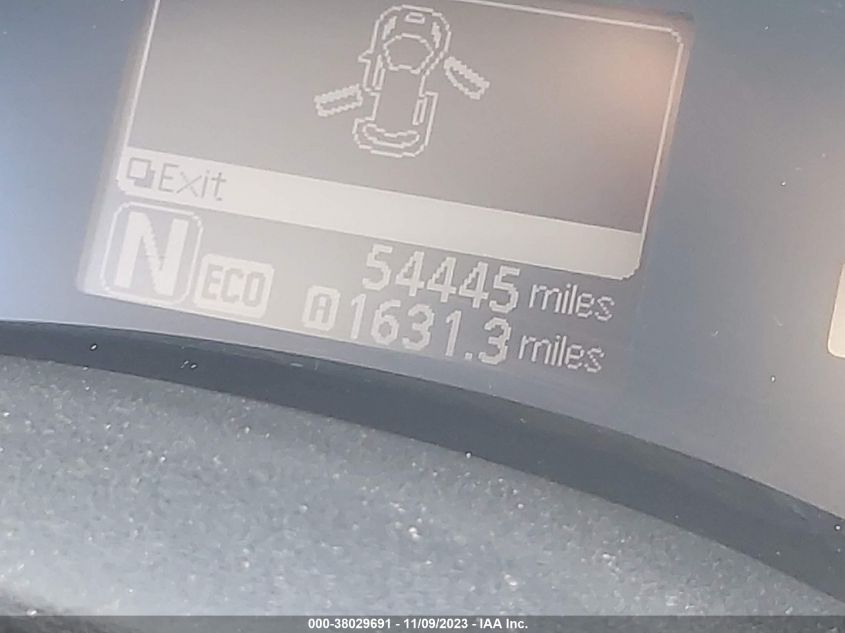 Exit
N ECO 54445 miles
A 1631.3 miles
000-38029691 - 11/09/2023 - IAA Inc.